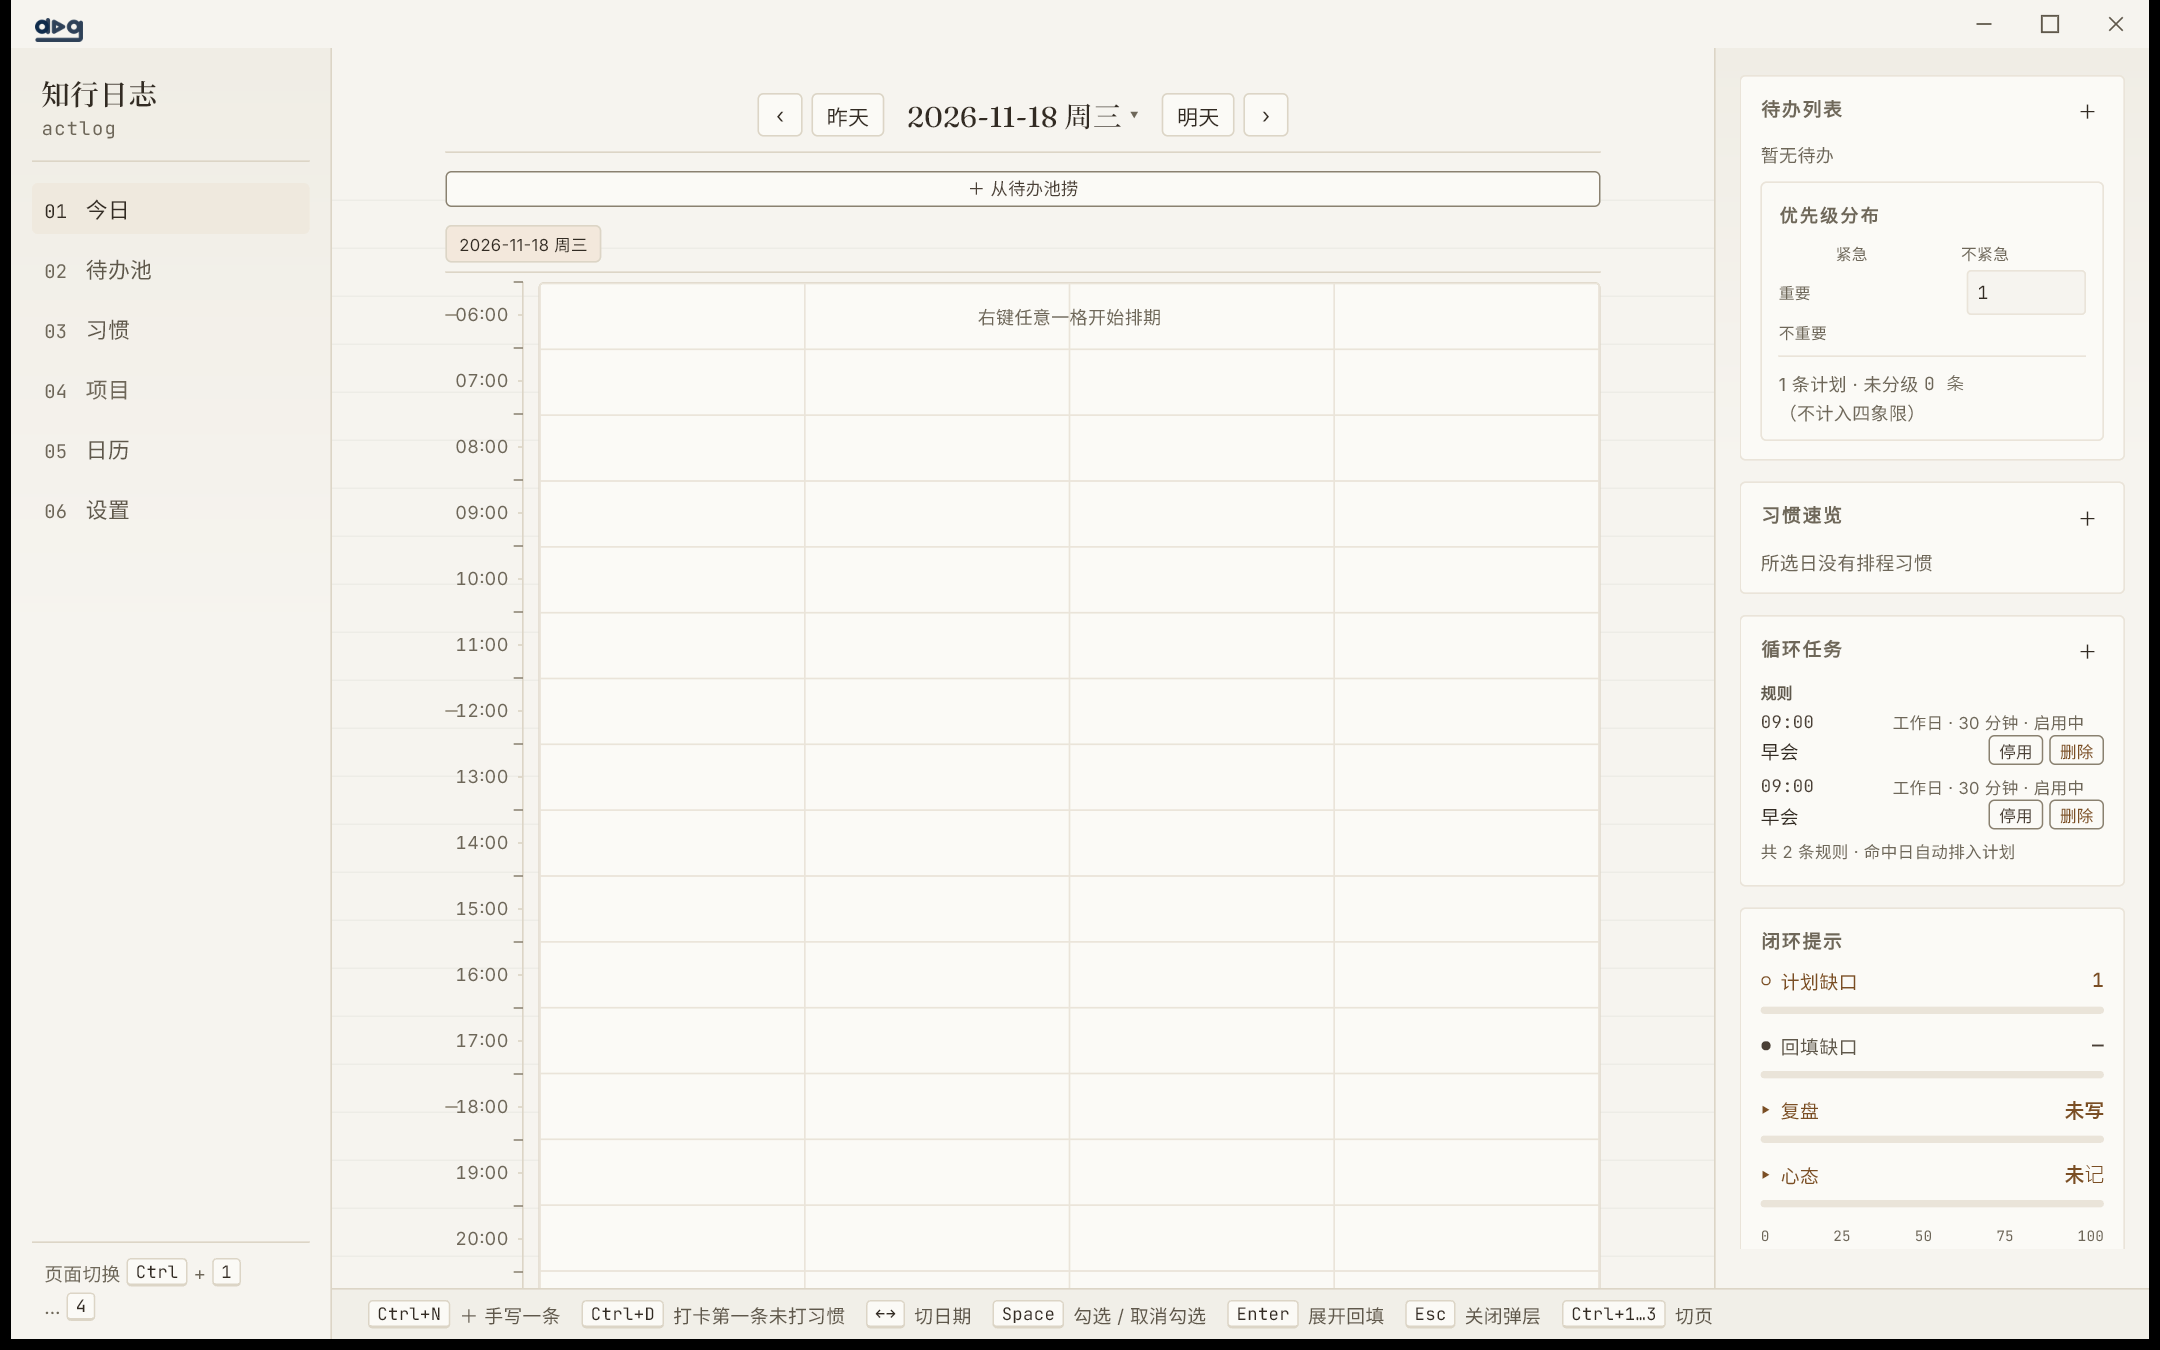 知行日志
actlog
01 今日
02 待办池
03 习惯
04 项目
05 日历
06 设置
页面切换 Ctrl + 1
… 4
‹ 昨天 2026-11-18 周三 ▾ 明天 ›
＋ 从待办池捞
2026-11-18 周三
右键任意一格开始排期
06:00
07:00
08:00
09:00
10:00
11:00
12:00
13:00
14:00
15:00
16:00
17:00
18:00
19:00
20:00
待办列表 ＋
暂无待办
优先级分布
紧急 不紧急
重要 1
不重要
1 条计划 · 未分级 0 条
（不计入四象限）
习惯速览 ＋
所选日没有排程习惯
循环任务 ＋
规则
09:00 工作日 · 30 分钟 · 启用中
早会 停用 删除
09:00 工作日 · 30 分钟 · 启用中
早会 停用 删除
共 2 条规则 · 命中日自动排入计划
闭环提示
计划缺口 1
回填缺口 —
复盘 未写
心态 未记
0 25 50 75 100
Ctrl+N ＋ 手写一条 Ctrl+D 打卡第一条未打习惯 ↔ 切日期 Space 勾选 / 取消勾选 Enter 展开回填 Esc 关闭弹层 Ctrl+1…3 切页